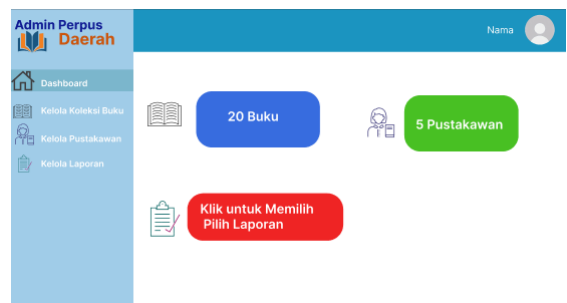 Admin Perpus
Daerah
Nama
Dashboard
Kelola Koleksi Buku
Kelola Pustakawan
Kelola Laporan
20 Buku
5 Pustakawan
Klik untuk Memilih
Pilih Laporan